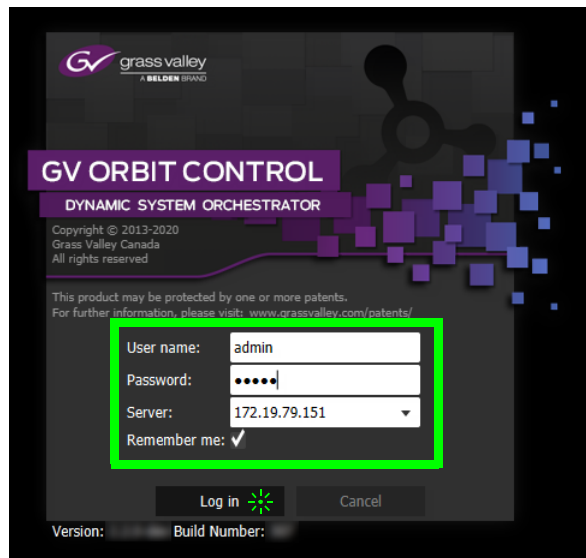 GV grass valley
A BELDEN BRAND
GV ORBIT CONTROL
DYNAMIC SYSTEM ORCHESTRATOR
Copyright © 2013-2020
Grass Valley Canada
All rights reserved
This product may be protected by one or more patents.
For further information, please visit: www.grassvalley.com/patents/
User name: admin
Password: •••••
Server: 172.19.79.151
Remember me:
Log in Cancel
Version: Build Number: